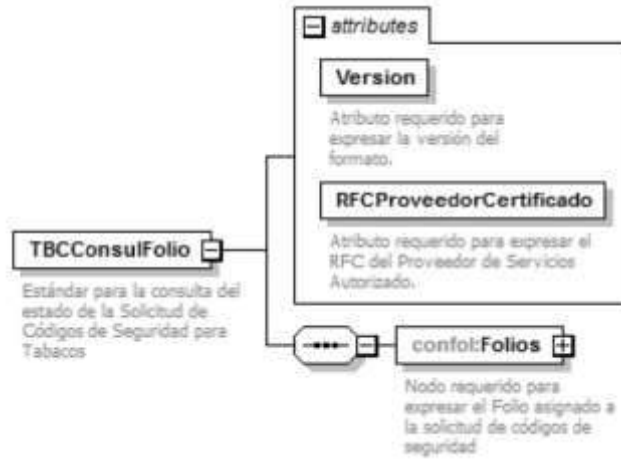 attributes
Version
Atributo requerido para
expresar la versión del
formato.
RFCProveedorCertificado
Atributo requerido para expresar el
RFC del Proveedor de Servicios
Autorizado.
TBCConsulFolio
Estándar para la consulta del
estado de la Solicitud de
Códigos de Seguridad para
Tabacos
confol:Folios
Nodo requerido para
expresar el Folio asignado a
la solicitud de códigos de
seguridad